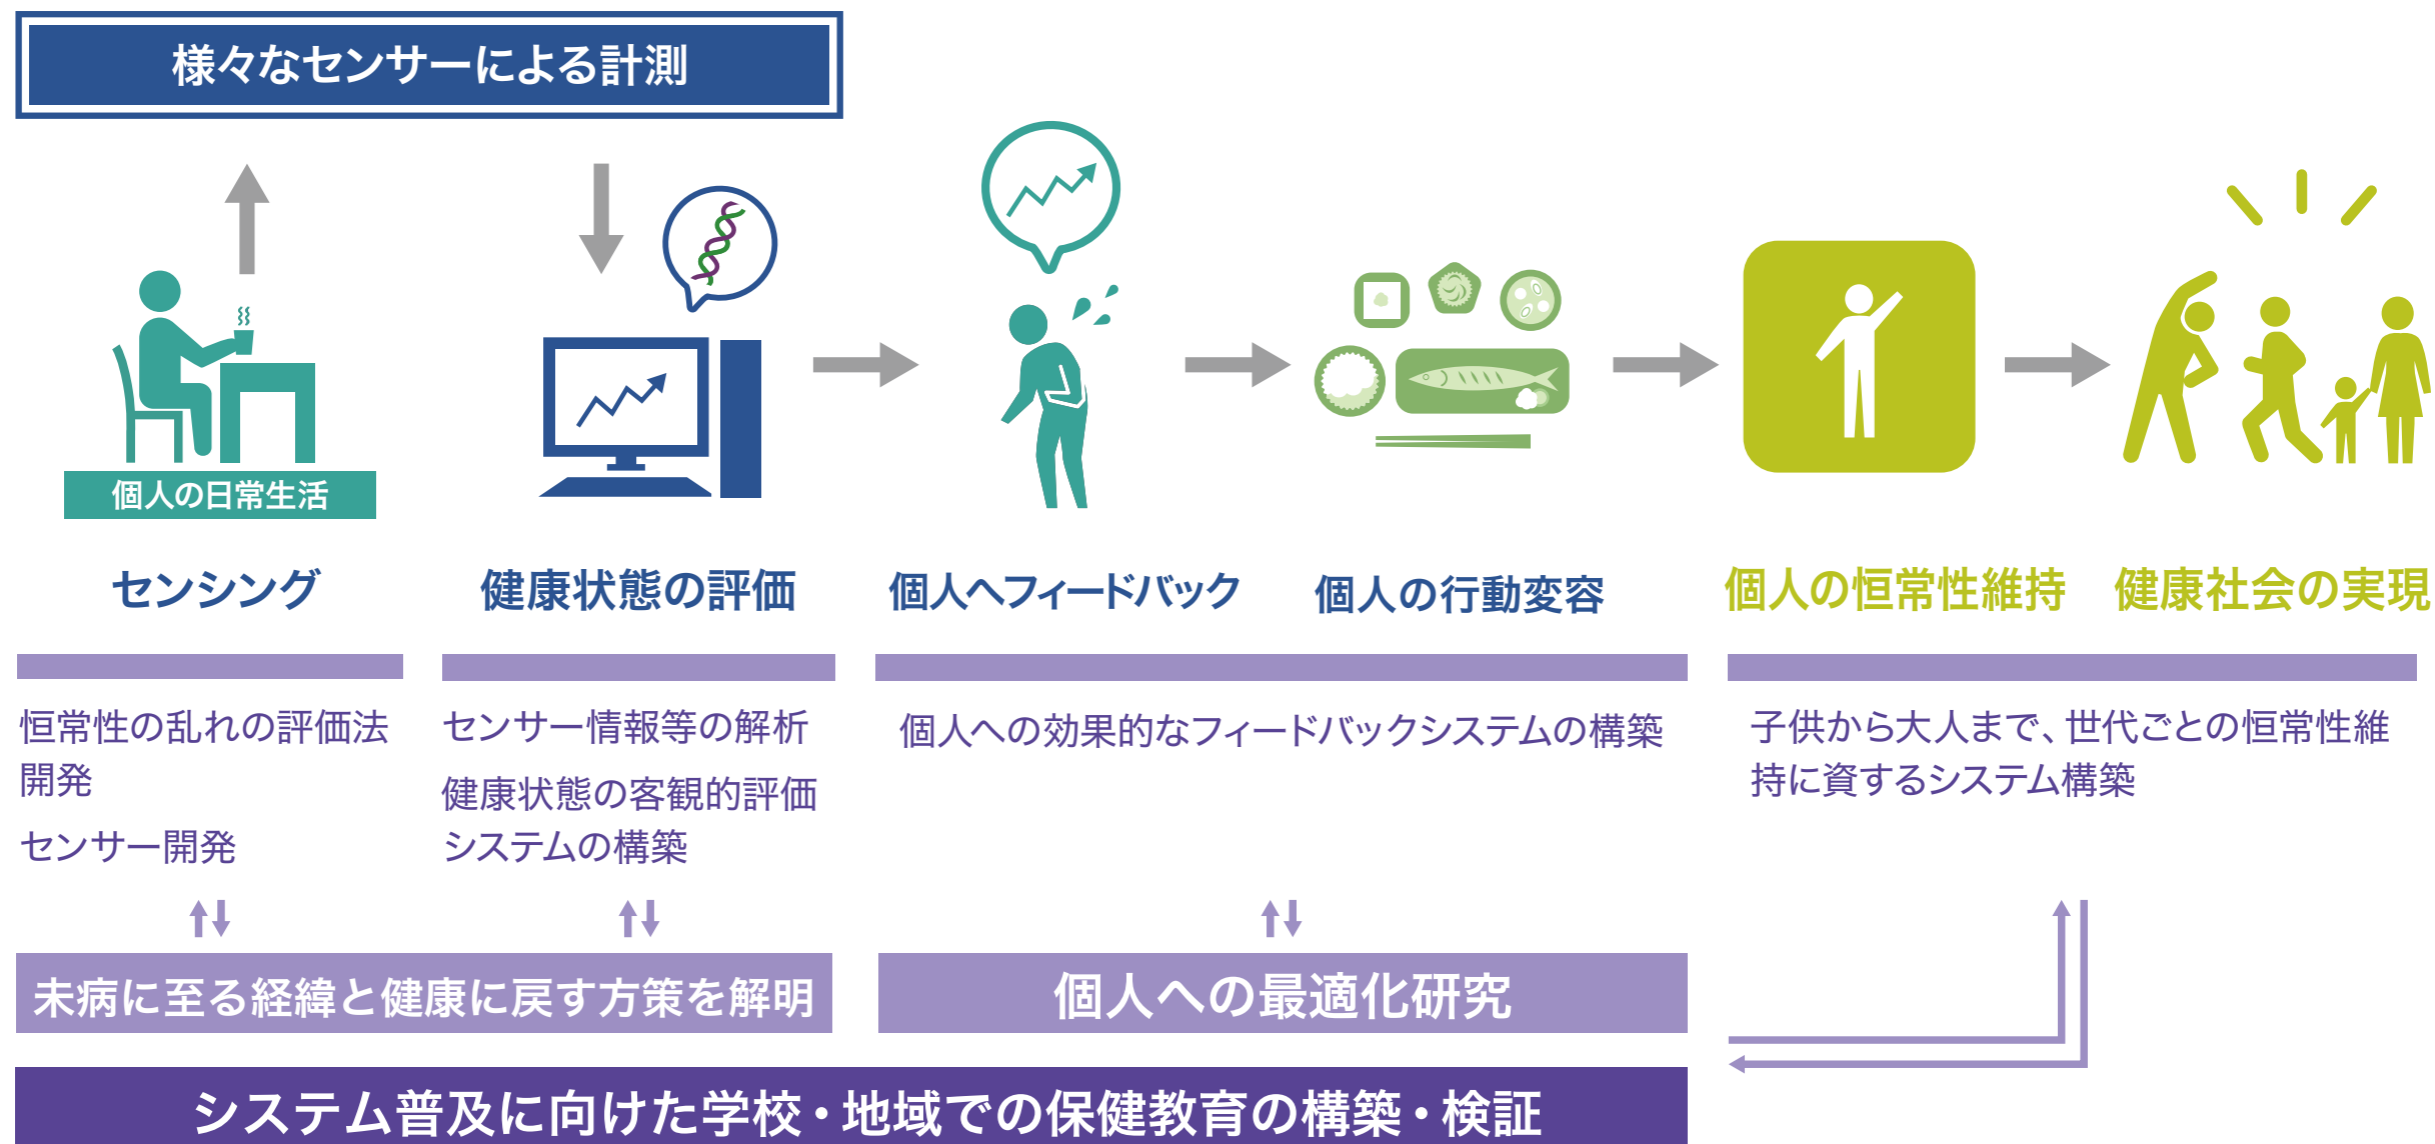 様々なセンサーによる計測
個人の日常生活
センシング
健康状態の評価
個人へフィードバック
個人の行動変容
個人の恒常性維持
健康社会の実現
恒常性の乱れの評価法
開発
センサー開発
センサー情報等の解析
健康状態の客観的評価
システムの構築
個人への効果的なフィードバックシステムの構築
子供から大人まで、世代ごとの恒常性維
持に資するシステム構築
未病に至る経緯と健康に戻す方策を解明
個人への最適化研究
システム普及に向けた学校・地域での保健教育の構築・検証